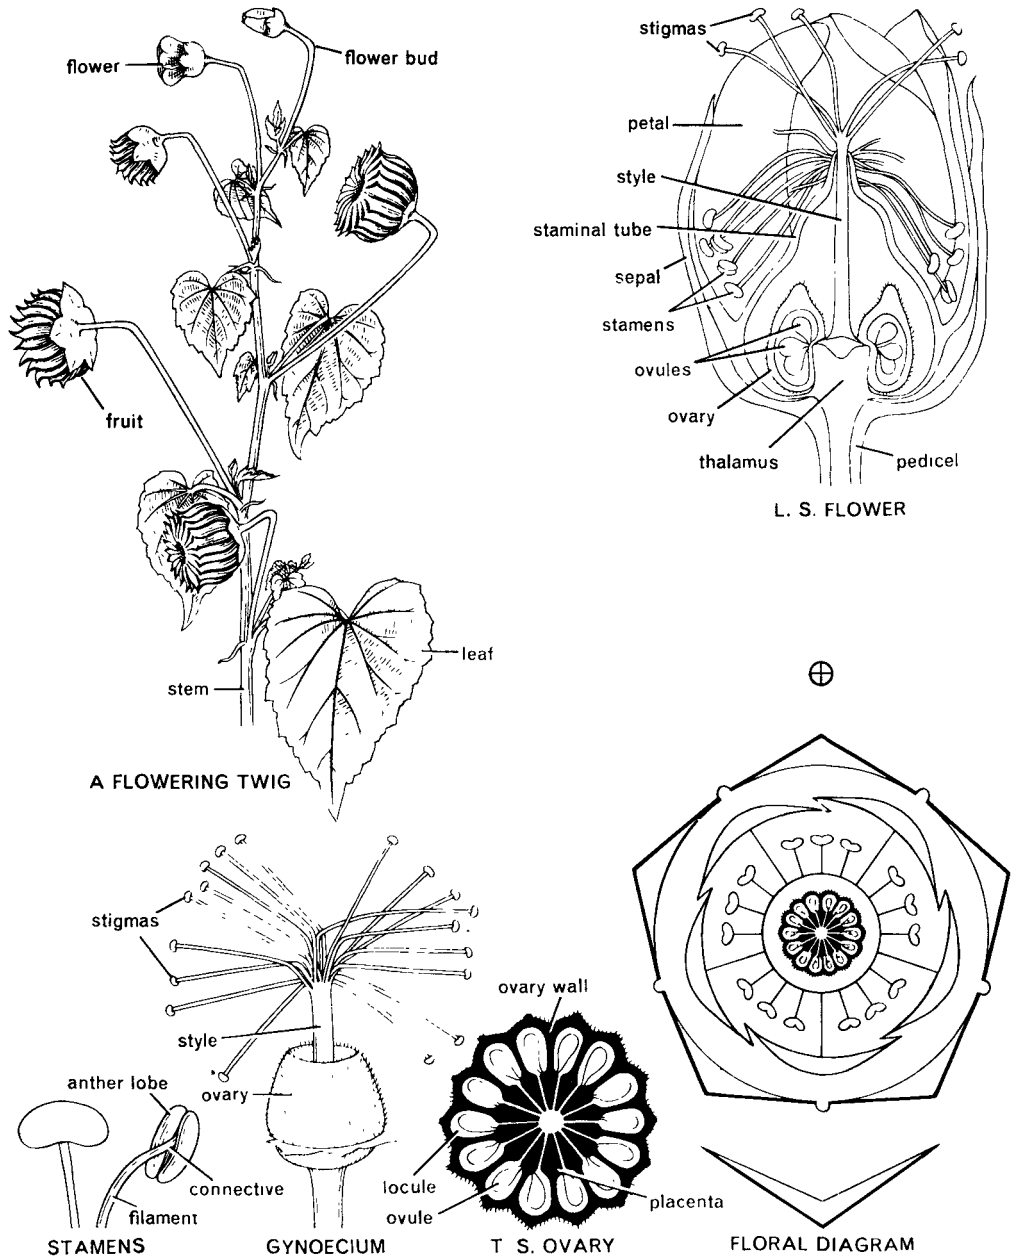 flower
flower bud
fruit
leaf
stem
A FLOWERING TWIG
stigmas
petal
style
staminal tube
sepal
stamens
ovules
ovary
thalamus
pedicel
L. S. FLOWER
stigmas
style
ovary
anther lobe
connective
filament
STAMENS
GYNOECIUM
ovary wall
locule
ovule
placenta
T S. OVARY
FLORAL DIAGRAM